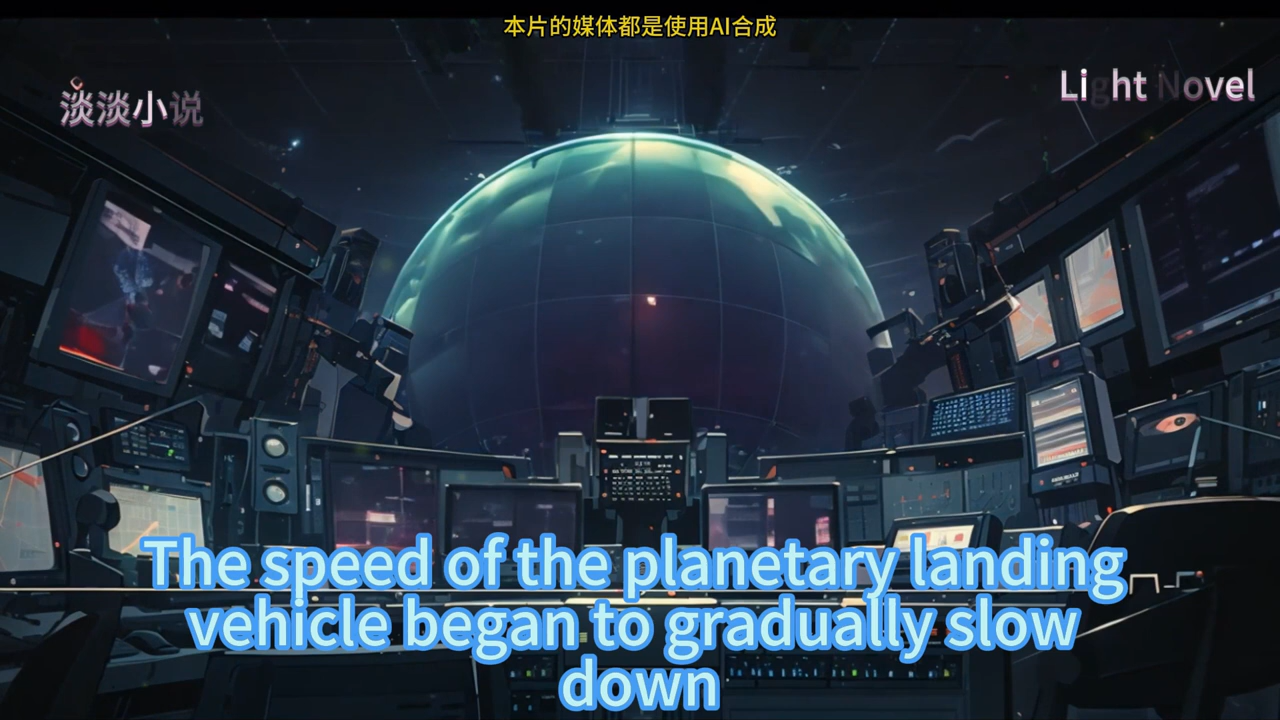 本片的媒体都是使用AI合成
淡淡小说
Light Novel
The speed of the planetary landing
vehicle began to gradually slow
down